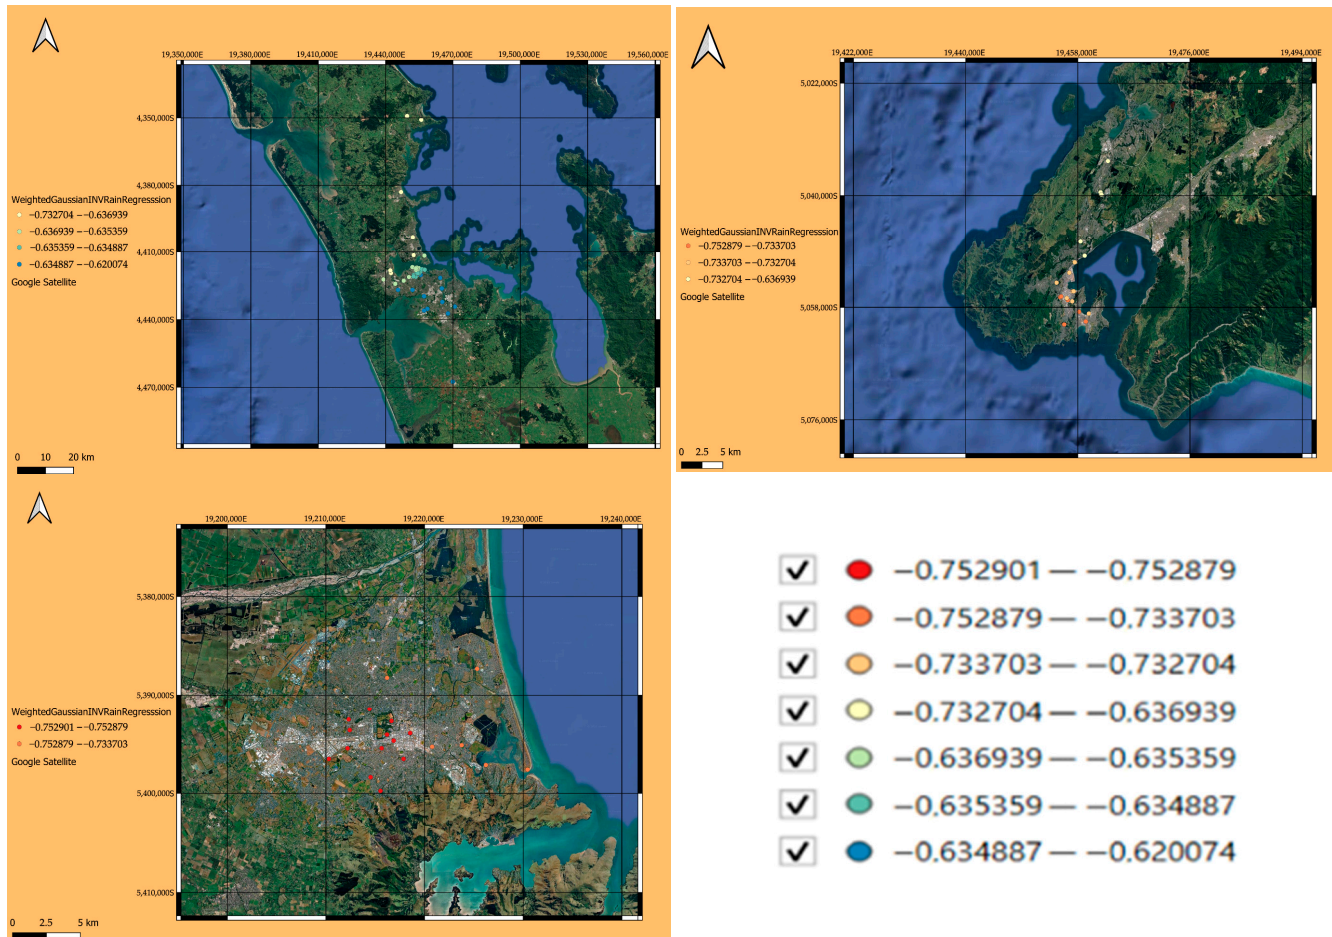 19,350,000E 19,380,000E 19,410,000E 19,440,000E 19,470,000E 19,500,000E 19,530,000E 19,560,000E
4,350,000S
4,380,000S
4,410,000S
4,440,000S
4,470,000S
WeightedGaussianINVRainRegresssion
−0.732704 − −0.636939
−0.636939 − −0.635359
−0.635359 − −0.634887
−0.634887 − −0.620074
Google Satellite
0 10 20 km
19,422,000E 19,440,000E 19,458,000E 19,476,000E 19,494,000E
5,022,000S
5,040,000S
5,058,000S
5,076,000S
WeightedGaussianINVRainRegresssion
−0.752879 − −0.733703
−0.733703 − −0.732704
−0.732704 − −0.636939
Google Satellite
0 2.5 5 km
19,200,000E 19,210,000E 19,220,000E 19,230,000E 19,240,000E
5,380,000S
5,390,000S
5,400,000S
5,410,000S
WeightedGaussianINVRainRegresssion
−0.752901 − −0.752879
−0.752879 − −0.733703
Google Satellite
0 2.5 5 km
−0.752901 — −0.752879
−0.752879 — −0.733703
−0.733703 — −0.732704
−0.732704 — −0.636939
−0.636939 — −0.635359
−0.635359 — −0.634887
−0.634887 — −0.620074